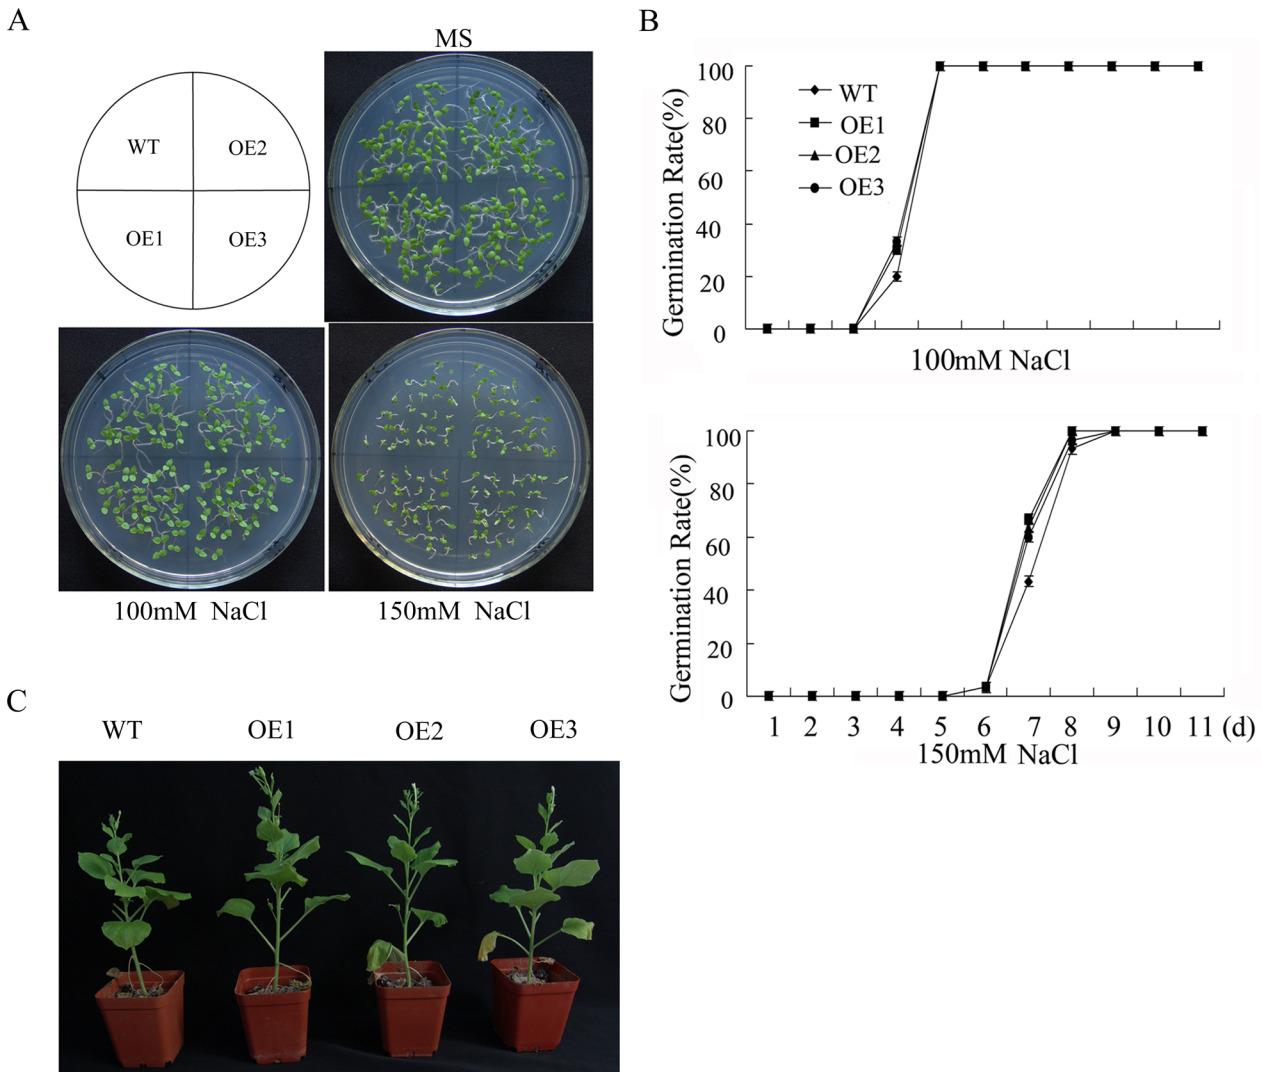 A
MS
WT
OE2
OE1
OE3
100mM NaCl
150mM NaCl
B
Germination Rate(%)
100
80
60
40
20
0
WT
OE1
OE2
OE3
100mM NaCl
Germination Rate(%)
100
80
60
40
20
0
1 2 3 4 5 6 7 8 9 10 11 (d)
150mM NaCl
C
WT
OE1
OE2
OE3